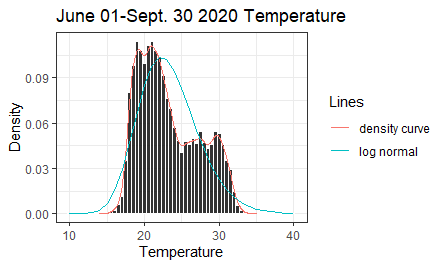 June 01-Sept. 30 2020 Temperature
0.09
0.06
0.03
0.00
Density
10 20 30 40
Temperature
Lines
density curve
log normal